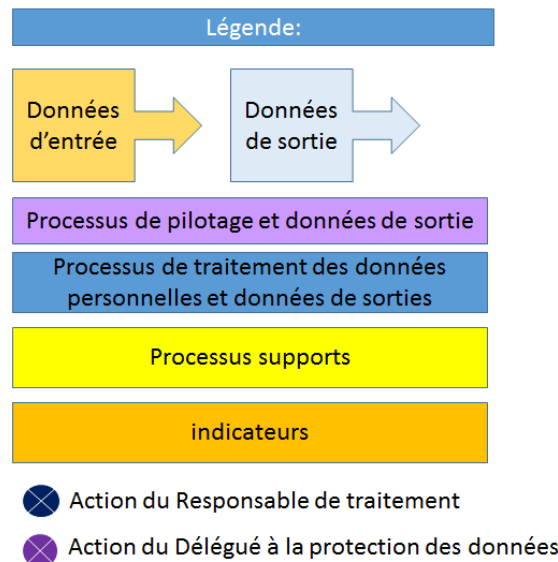 Légende:
Données
d'entrée
Données
de sortie
Processus de pilotage et données de sortie
Processus de traitement des données
personnelles et données de sorties
Processus supports
indicateurs
Action du Responsable de traitement
Action du Délégué à la protection des données